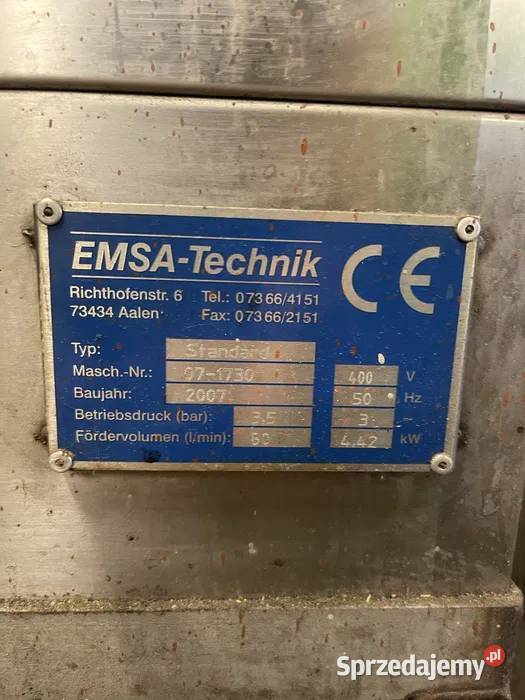 EMSA-Technik
CE
Richthofenstr. 6 Tel.: 07366/4151
73434 Aalen Fax: 07366/2151
Typ: Standard
Masch.-Nr.: 07-1730 400 V
Baujahr: 2007 50 Hz
Betriebsdruck (bar): 3.5 3 ~
Fördervolumen (l/min): 60 4.42 kW
Sprzedajemy.pl